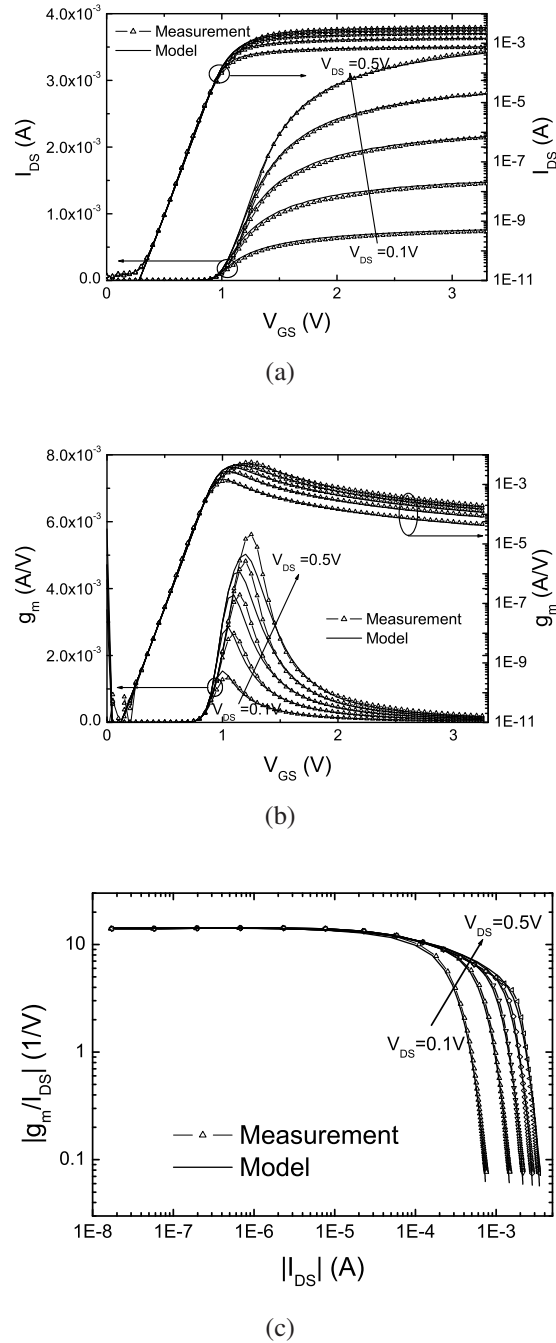 4.0x10⁻³
3.0x10⁻³
2.0x10⁻³
1.0x10⁻³
0.0
I_DS (A)
Measurement
Model
V_DS=0.5V
V_DS=0.1V
1E-3
1E-5
1E-7
1E-9
1E-11
I_DS (A)
0 1 2 3
V_GS (V)
(a)
8.0x10⁻³
6.0x10⁻³
4.0x10⁻³
2.0x10⁻³
0.0
g_m (A/V)
V_DS=0.5V
Measurement
Model
V_DS=0.1V
1E-3
1E-5
1E-7
1E-9
1E-11
g_m (A/V)
0 1 2 3
V_GS (V)
(b)
10
1
0.1
|g_m/I_DS| (1/V)
V_DS=0.5V
V_DS=0.1V
Measurement
Model
1E-8 1E-7 1E-6 1E-5 1E-4 1E-3
|I_DS| (A)
(c)